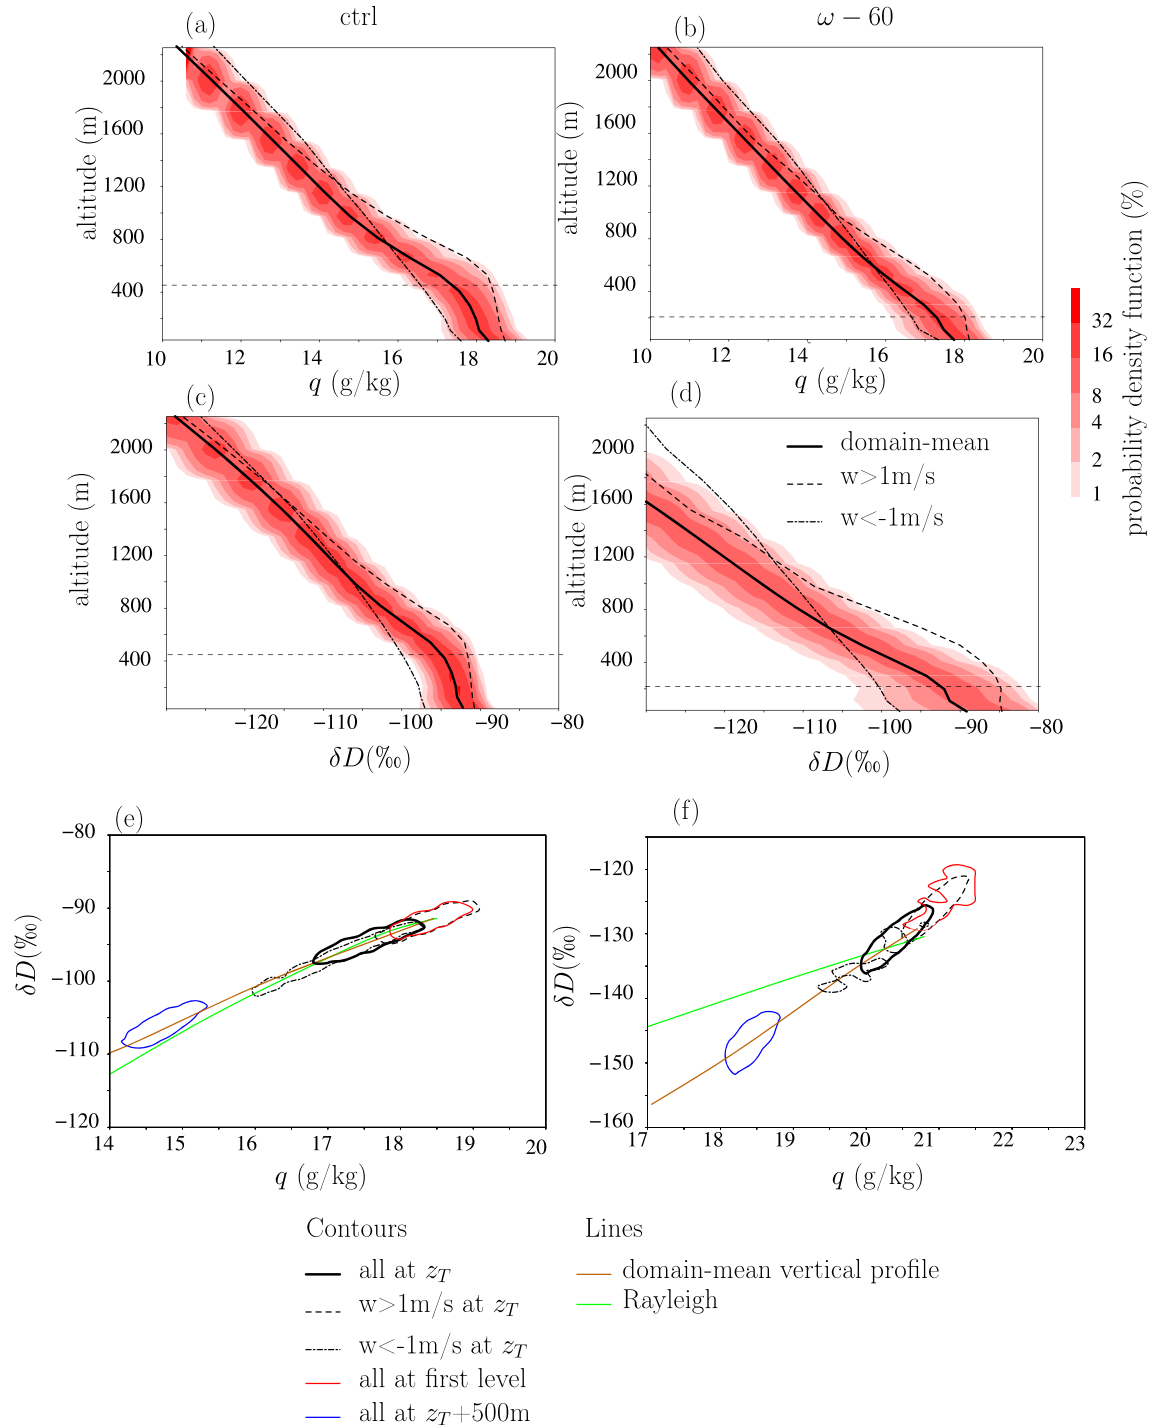 ctrl
ω − 60
(a)
(b)
altitude (m)
2000
1600
1200
800
400
10 12 14 16 18 20
q (g/kg)
altitude (m)
2000
1600
1200
800
400
10 12 14 16 18 20
q (g/kg)
(c)
(d)
altitude (m)
2000
1600
1200
800
400
−120 −110 −100 −90 −80
δD(‰)
altitude (m)
2000
1600
1200
800
400
−120 −110 −100 −90 −80
δD(‰)
domain-mean
w>1m/s
w<-1m/s
32
16
8
4
2
1
probability density function (%)
(e)
(f)
δD(‰)
−80
−90
−100
−110
−120
14 15 16 17 18 19 20
q (g/kg)
δD(‰)
−120
−130
−140
−150
−160
17 18 19 20 21 22 23
q (g/kg)
Contours
all at zT
w>1m/s at zT
w<-1m/s at zT
all at first level
all at zT+500m
Lines
domain-mean vertical profile
Rayleigh